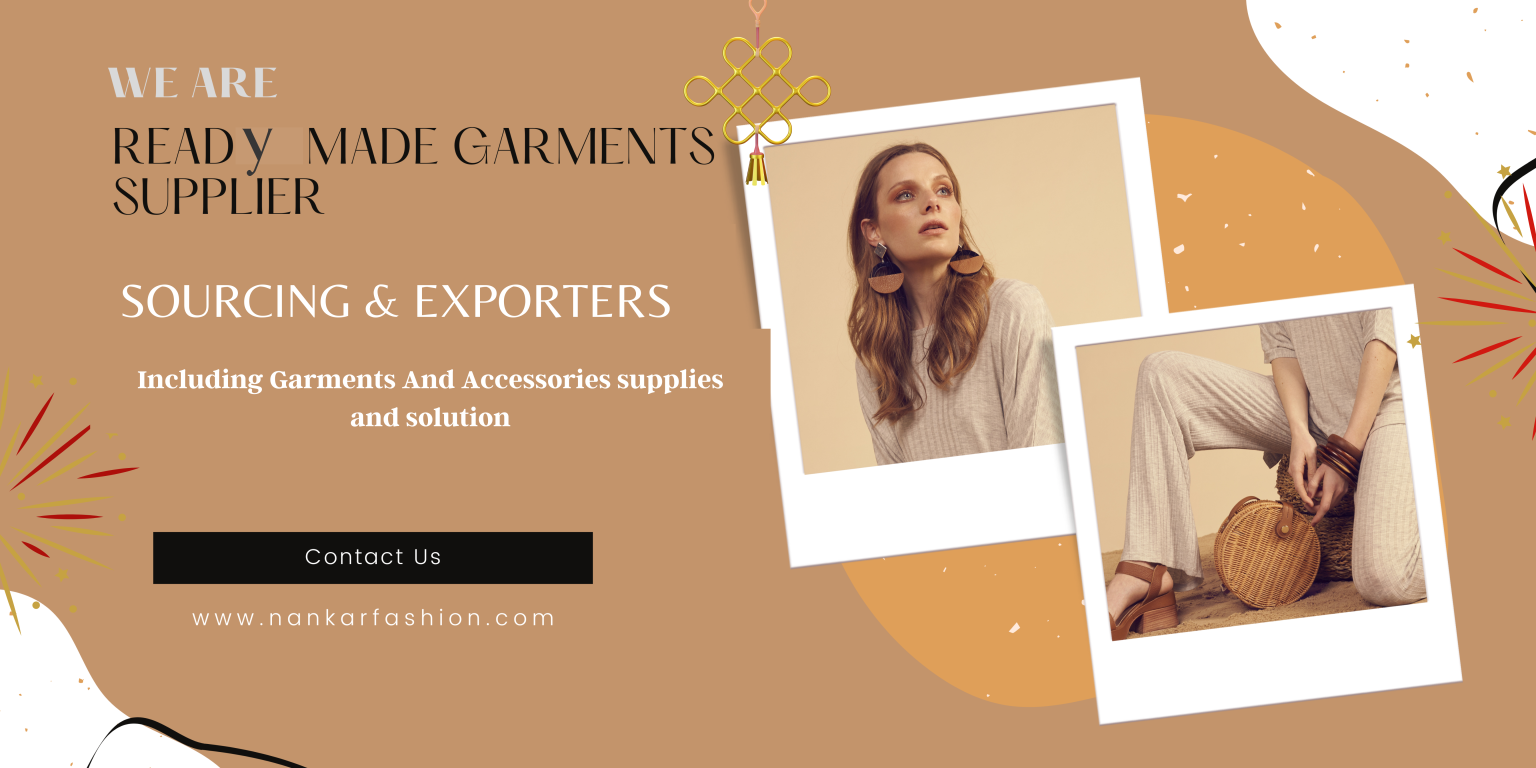 WE ARE
READy MADE GARMENTS
SUPPLIER
SOURCING & EXPORTERS
Including Garments And Accessories supplies
and solution
Contact Us
www.nankarfashion.com